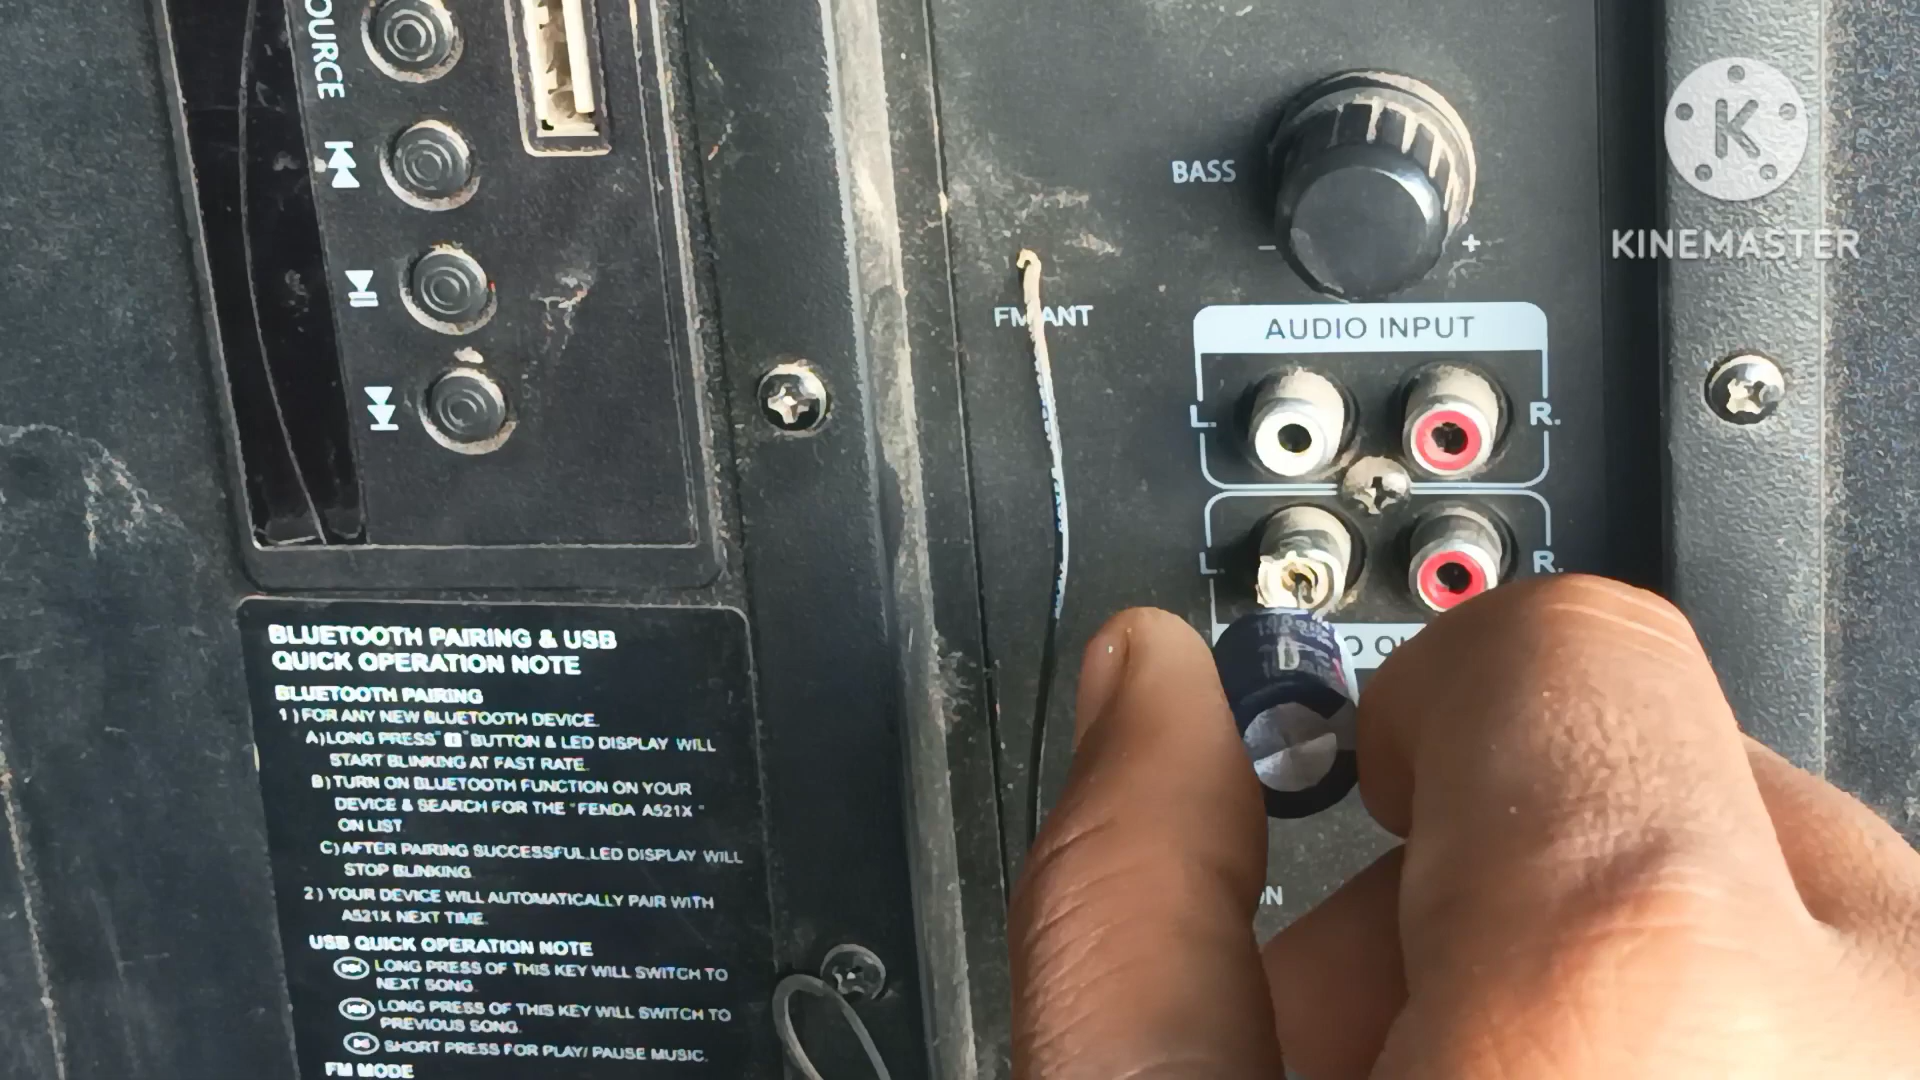 OURCE
BASS
- +
K
KINEMASTER
FM ANT
AUDIO INPUT
L. R.
L. R.
D
O OU
ON
BLUETOOTH PAIRING & USB
QUICK OPERATION NOTE
BLUETOOTH PAIRING
1 ) FOR ANY NEW BLUETOOTH DEVICE.
A) LONG PRESS" "BUTTON & LED DISPLAY WILL
START BLINKING AT FAST RATE.
B) TURN ON BLUETOOTH FUNCTION ON YOUR
DEVICE & SEARCH FOR THE "FENDA A521X "
ON LIST.
C) AFTER PAIRING SUCCESSFUL,LED DISPLAY WILL
STOP BLINKING.
2 ) YOUR DEVICE WILL AUTOMATICALLY PAIR WITH
A521X NEXT TIME.
USB QUICK OPERATION NOTE
LONG PRESS OF THIS KEY WILL SWITCH TO
NEXT SONG.
LONG PRESS OF THIS KEY WILL SWITCH TO
PREVIOUS SONG.
SHORT PRESS FOR PLAY/ PAUSE MUSIC.
FM MODE